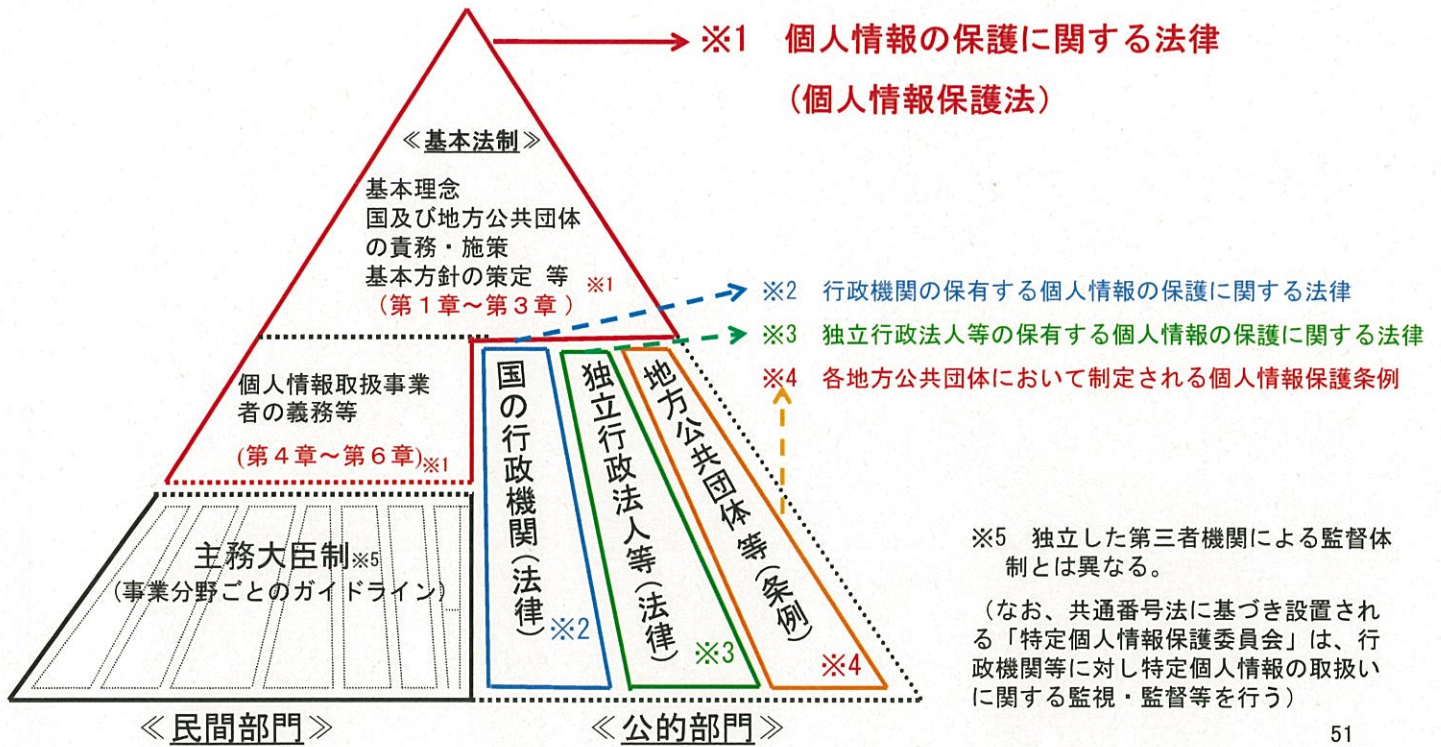 ※1 個人情報の保護に関する法律
(個人情報保護法)
≪基本法制≫
基本理念
国及び地方公共団体
の責務・施策
基本方針の策定 等 ※1
(第1章～第3章)
※2 行政機関の保有する個人情報の保護に関する法律
※3 独立行政法人等の保有する個人情報の保護に関する法律
※4 各地方公共団体において制定される個人情報保護条例
個人情報取扱事業
者の義務等
(第4章～第6章)※1
主務大臣制※5
(事業分野ごとのガイドライン)
国の行政機関(法律)※2
独立行政法人等(法律)※3
地方公共団体等(条例)※4
※5 独立した第三者機関による監督体
制とは異なる。
(なお、共通番号法に基づき設置され
る「特定個人情報保護委員会」は、行
政機関等に対し特定個人情報の取扱い
に関する監視・監督等を行う)
≪民間部門≫
≪公的部門≫
51